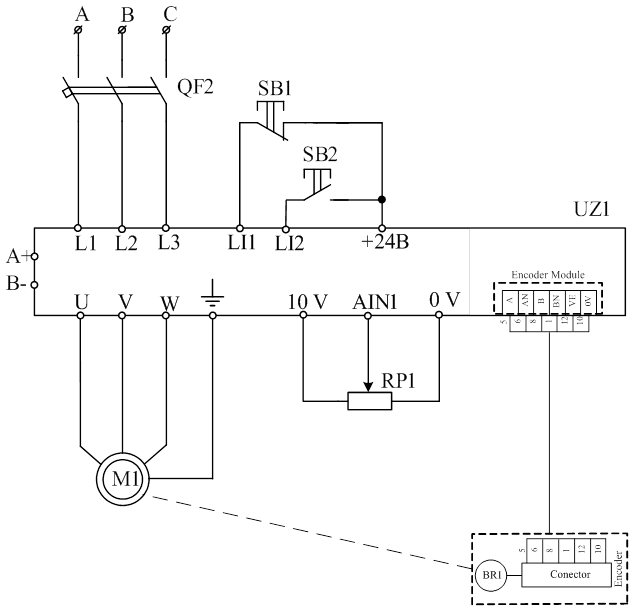 A B C
QF2
SB1
SB2
UZ1
L1 L2 L3 LI1 LI2 +24B
A+
B-
Encoder Module
A AN B BN VE 0V
5 6 8 1 12 10
U V W 10 V AIN1 0 V
RP1
M1
5 6 8 1 12 10
BR1 Conector
Encoder